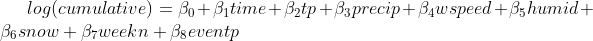 log(cumulative) = β₀ + β₁time + β₂tp + β₃precip + β₄wspeed + β₅humid +
β₆snow + β₇weekn + β₈eventp